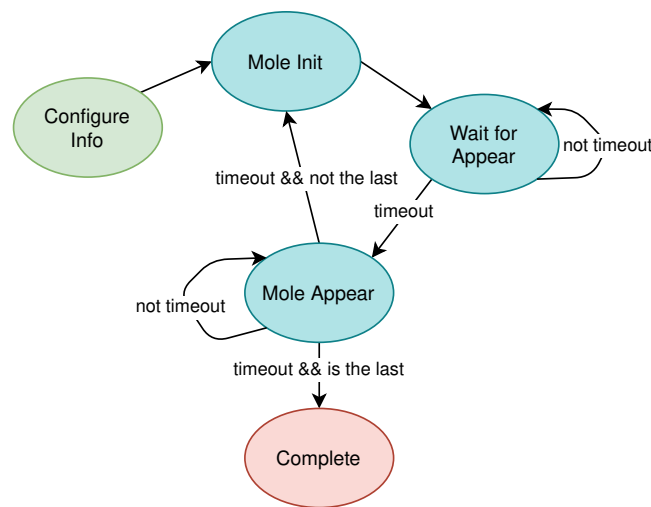 Mole Init
Configure
Info
Wait for
Appear
not timeout
timeout && not the last
timeout
Mole Appear
not timeout
timeout && is the last
Complete